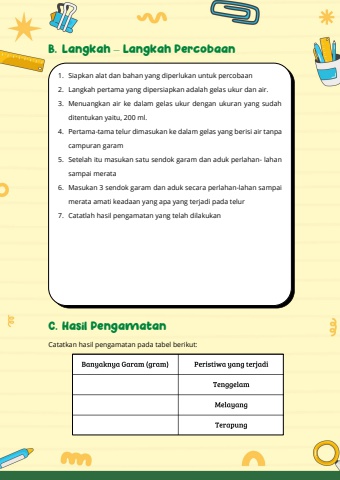 B. Langkah – Langkah Percobaan
1. Siapkan alat dan bahan yang diperlukan untuk percobaan
2. Langkah pertama yang dipersiapkan adalah gelas ukur dan air.
3. Menuangkan air ke dalam gelas ukur dengan ukuran yang sudah
ditentukan yaitu, 200 ml.
4. Pertama-tama telur dimasukan ke dalam gelas yang berisi air tanpa
campuran garam
5. Setelah itu masukan satu sendok garam dan aduk perlahan- lahan
sampai merata
6. Masukan 3 sendok garam dan aduk secara perlahan-lahan sampai
merata amati keadaan yang apa yang terjadi pada telur
7. Catatlah hasil pengamatan yang telah dilakukan
C. Hasil Pengamatan
Catatkan hasil pengamatan pada tabel berikut:
Banyaknya Garam (gram) Peristiwa yang terjadi
Tenggelam
Melayang
Terapung